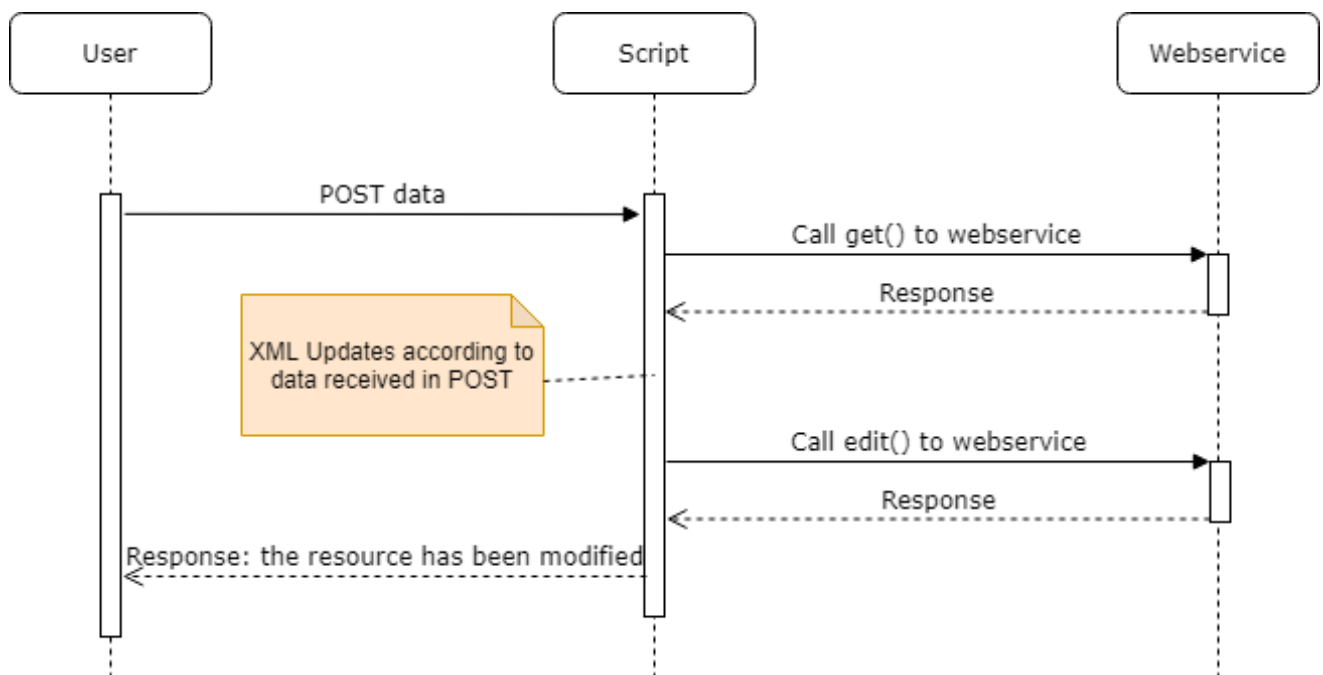 User
Script
Webservice
POST data
Call get() to webservice
Response
XML Updates according to
data received in POST
Call edit() to webservice
Response
Response: the resource has been modified